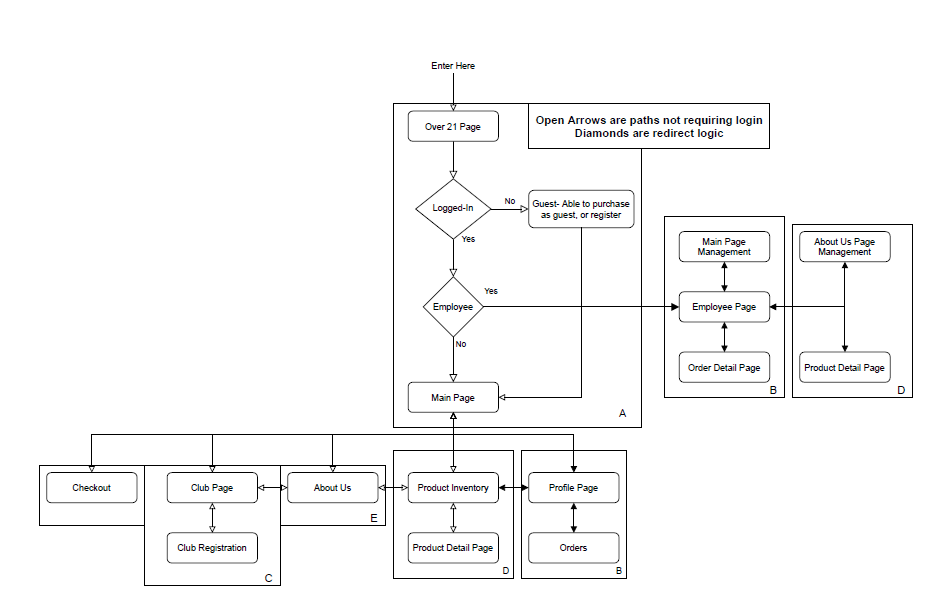 Enter Here
Over 21 Page
Open Arrows are paths not requiring login
Diamonds are redirect logic
Logged-In
No
Guest- Able to purchase
as guest, or register
Yes
Employee
Yes
No
Main Page
A
Main Page
Management
Employee Page
Order Detail Page
B
About Us Page
Management
Product Detail Page
D
Checkout
Club Page
About Us
E
Club Registration
C
Product Inventory
Product Detail Page
D
Profile Page
Orders
B